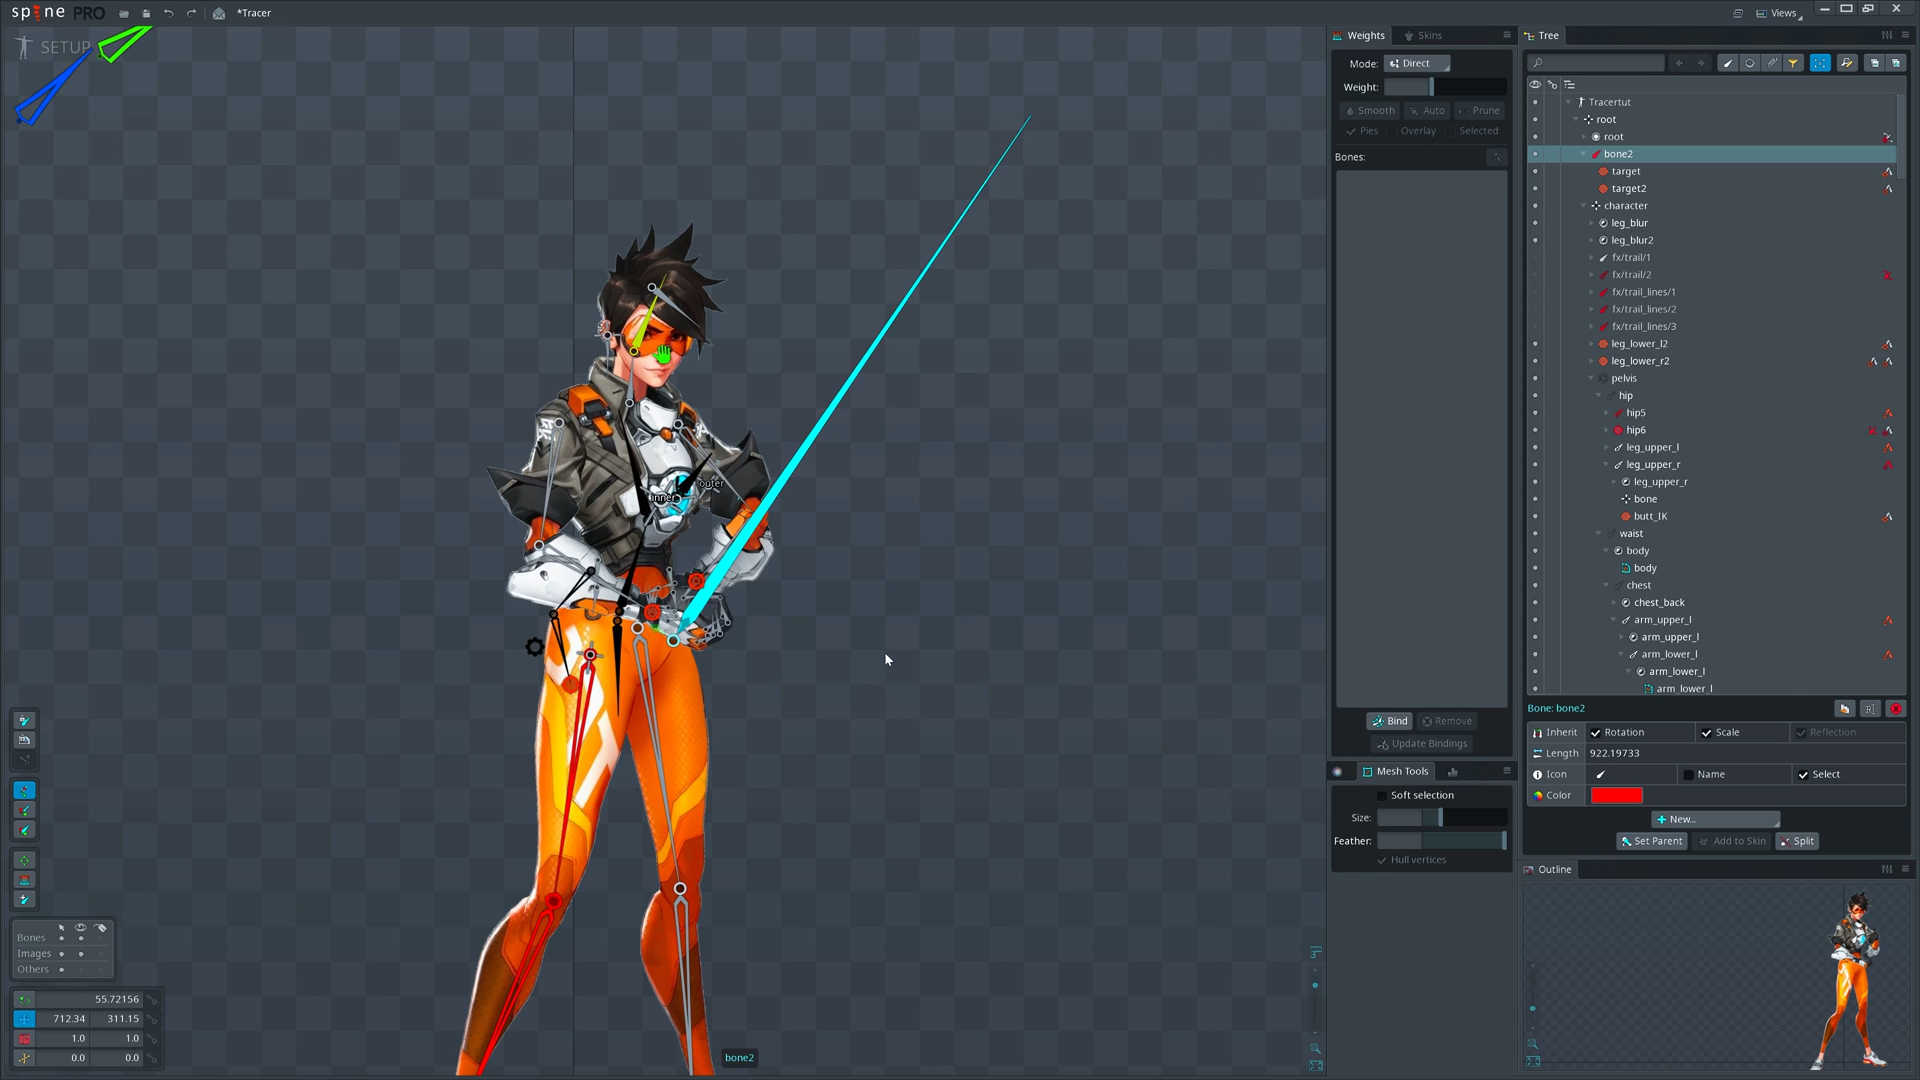 spine PRO
*Tracer
Views
SETUP
Weights
Skins
Tree
Mode:
Direct
Weight:
Smooth
Auto
Prune
Pies
Overlay
Selected
Bones:
Tracertut
root
root
bone2
target
target2
character
leg_blur
leg_blur2
fx/trail/1
fx/trail/2
fx/trail_lines/1
fx/trail_lines/2
fx/trail_lines/3
leg_lower_l2
leg_lower_r2
pelvis
hip
hip5
hip6
leg_upper_l
leg_upper_r
leg_upper_r
bone
butt_IK
waist
body
body
chest
chest_back
arm_upper_l
arm_upper_l
arm_lower_l
arm_lower_l
arm_lower_l
inner
outer
Bind
Remove
Update Bindings
Bone: bone2
Inherit
Rotation
Scale
Reflection
Length
922.19733
Icon
Name
Select
Color
New...
Set Parent
Add to Skin
Split
Mesh Tools
Soft selection
Size:
Feather:
Hull vertices
Outline
Bones
Images
Others
55.72156
712.34 311.15
1.0 1.0
0.0 0.0
bone2